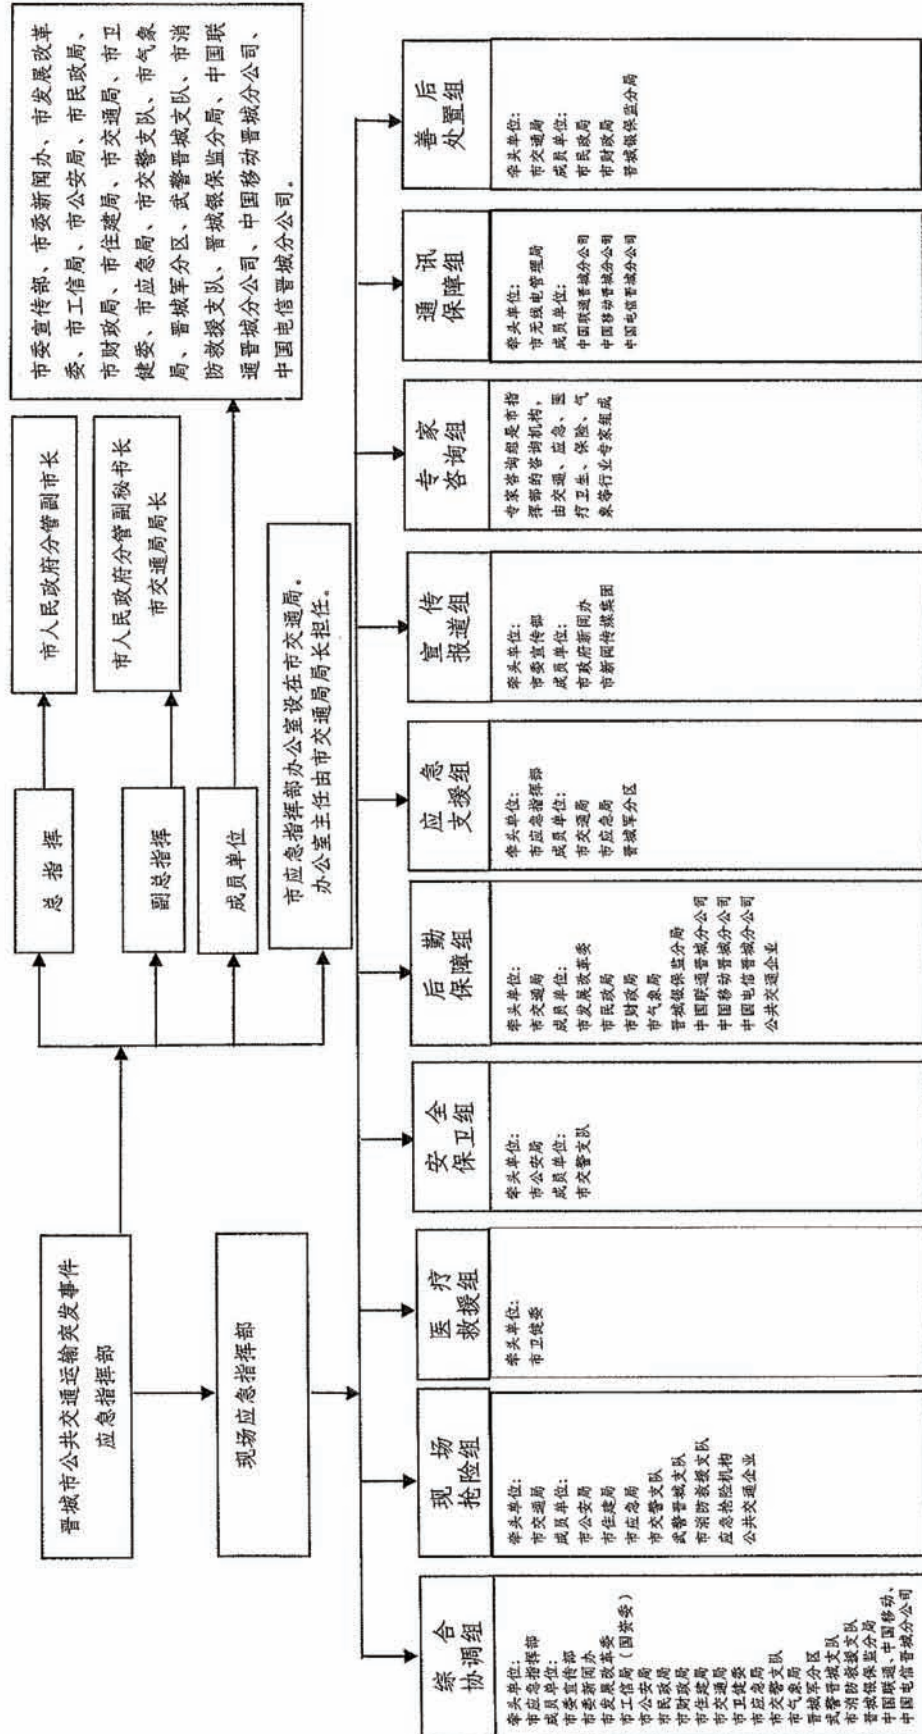 晋城市公共交通运输突发事件
应急指挥部
现场应急指挥部
总 指 挥
市人民政府分管副市长
副总指挥
市人民政府分管副秘书长
市交通局局长
成员单位
市委宣传部、市委新闻办、市发展改革
委、市工信局、市公安局、市民政局、
市财政局、市住建局、市交通局、市卫
健委、市应急局、市交警支队、市气象
局、晋城军分区、武警晋城支队、市消
防救援支队、晋城银保监分局、中国联
通晋城分公司、中国移动晋城分公司、
中国电信晋城分公司。
市应急指挥部办公室设在市交通局。
办公室主任由市交通局局长担任。
综 合
协调组
牵头单位：
市应急指挥部
成员单位：
市委宣传部
市委新闻办
市发展改革委
市工信局（国资委）
市公安局
市民政局
市财政局
市住建局
市交通局
市卫健委
市应急局
市交警支队
市气象局
晋城军分区
武警晋城支队
市消防救援支队
晋城银保监分局
中国联通、中国移动、
中国电信晋城分公司
现 场
抢险组
牵头单位：
市交通局
成员单位：
市公安局
市住建局
市应急局
市交警支队
武警晋城支队
市消防救援支队
应急抢险机构
公共交通企业
医 疗
救援组
牵头单位：
市卫健委
安 全
保卫组
牵头单位：
市公安局
成员单位：
市交警支队
后 勤
保障组
牵头单位：
市交通局
成员单位：
市发展改革委
市民政局
市财政局
市气象局
晋城银保监分局
中国联通晋城分公司
中国移动晋城分公司
中国电信晋城分公司
公共交通企业
应 急
支援组
牵头单位：
市应急指挥部
成员单位：
市交通局
市应急局
晋城军分区
宣 传
报道组
牵头单位：
市委宣传部
成员单位：
市政府新闻办
市新闻传媒集团
专 家
咨询组
专家咨询组是市指
挥部的咨询机构，
由交通、应急、医
疗卫生、保险、气
象等行业专家组成
通 讯
保障组
牵头单位：
市无线电管理局
成员单位：
中国联通晋城分公司
中国移动晋城分公司
中国电信晋城分公司
善 后
处置组
牵头单位：
市交通局
成员单位：
市民政局
市财政局
晋城银保监分局